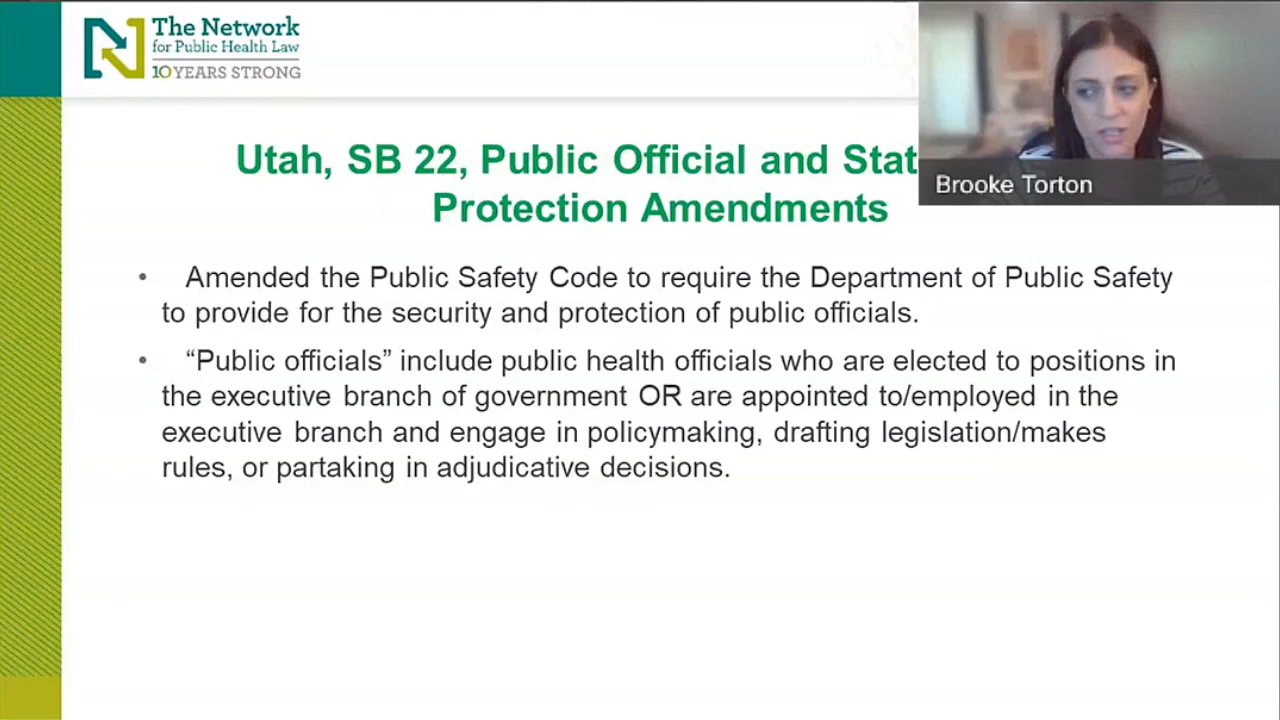 The Network
for Public Health Law
10 YEARS STRONG
Brooke Torton
Utah, SB 22, Public Official and Stat
Protection Amendments
• Amended the Public Safety Code to require the Department of Public Safety
to provide for the security and protection of public officials.
• “Public officials” include public health officials who are elected to positions in
the executive branch of government OR are appointed to/employed in the
executive branch and engage in policymaking, drafting legislation/makes
rules, or partaking in adjudicative decisions.